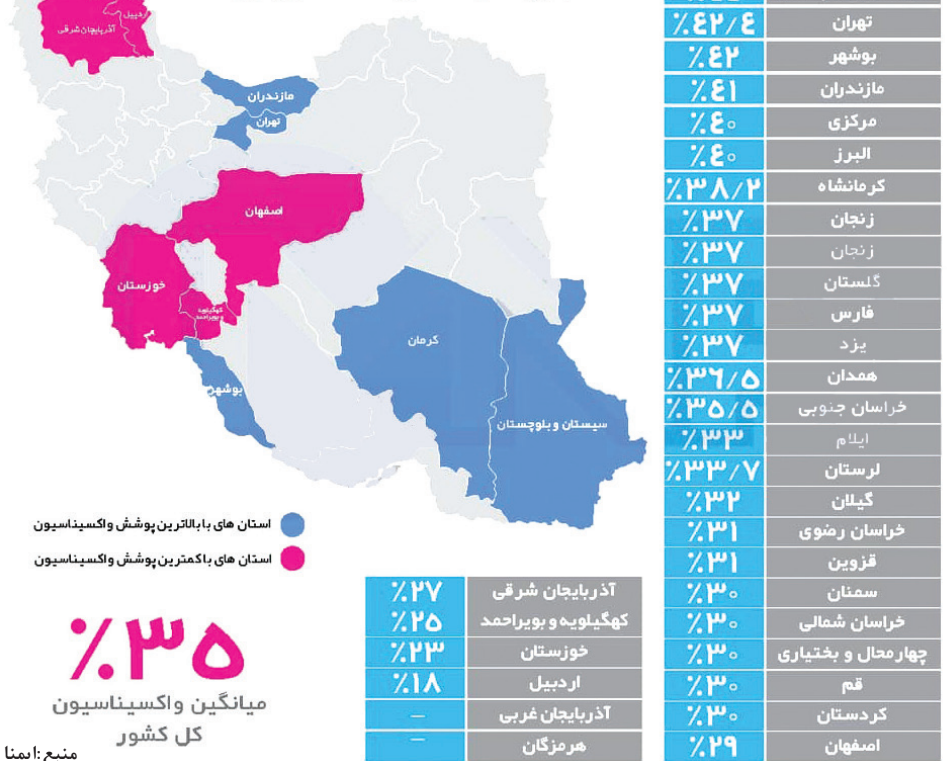 اردبیل
آذربایجان شرقی
مازندران
تهران
اصفهان
خوزستان
کهگیلویه
و بویراحمد
کرمان
بوشهر
سیستان و بلوچستان
استان های با بالاترین پوشش واکسیناسیون
استان های با کمترین پوشش واکسیناسیون
٪۳۵
میانگین واکسیناسیون
کل کشور
منبع:ایمنا
تهران ٪۴۲/۴
بوشهر ٪۴۲
مازندران ٪۴۱
مرکزی ٪۴۰
البرز ٪۴۰
کرمانشاه ٪۳۸/۲
زنجان ٪۳۷
زنجان ٪۳۷
گلستان ٪۳۷
فارس ٪۳۷
یزد ٪۳۷
همدان ٪۳۶/۵
خراسان جنوبی ٪۳۵/۵
ایلام ٪۳۳
لرستان ٪۳۳/۷
گیلان ٪۳۲
خراسان رضوی ٪۳۱
قزوین ٪۳۱
سمنان ٪۳۰
خراسان شمالی ٪۳۰
چهارمحال و بختیاری ٪۳۰
قم ٪۳۰
کردستان ٪۳۰
اصفهان ٪۲۹
آذربایجان شرقی ٪۲۷
کهگیلویه و بویراحمد ٪۲۵
خوزستان ٪۲۳
اردبیل ٪۱۸
آذربایجان غربی —
هرمزگان —